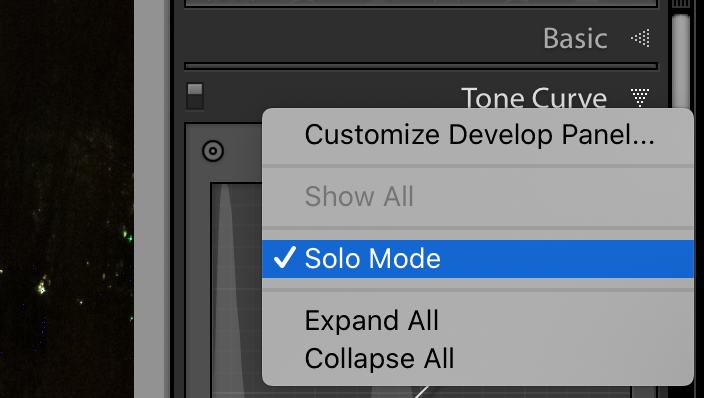 Basic
Tone Curve
Customize Develop Panel...
Show All
Solo Mode
Expand All
Collapse All